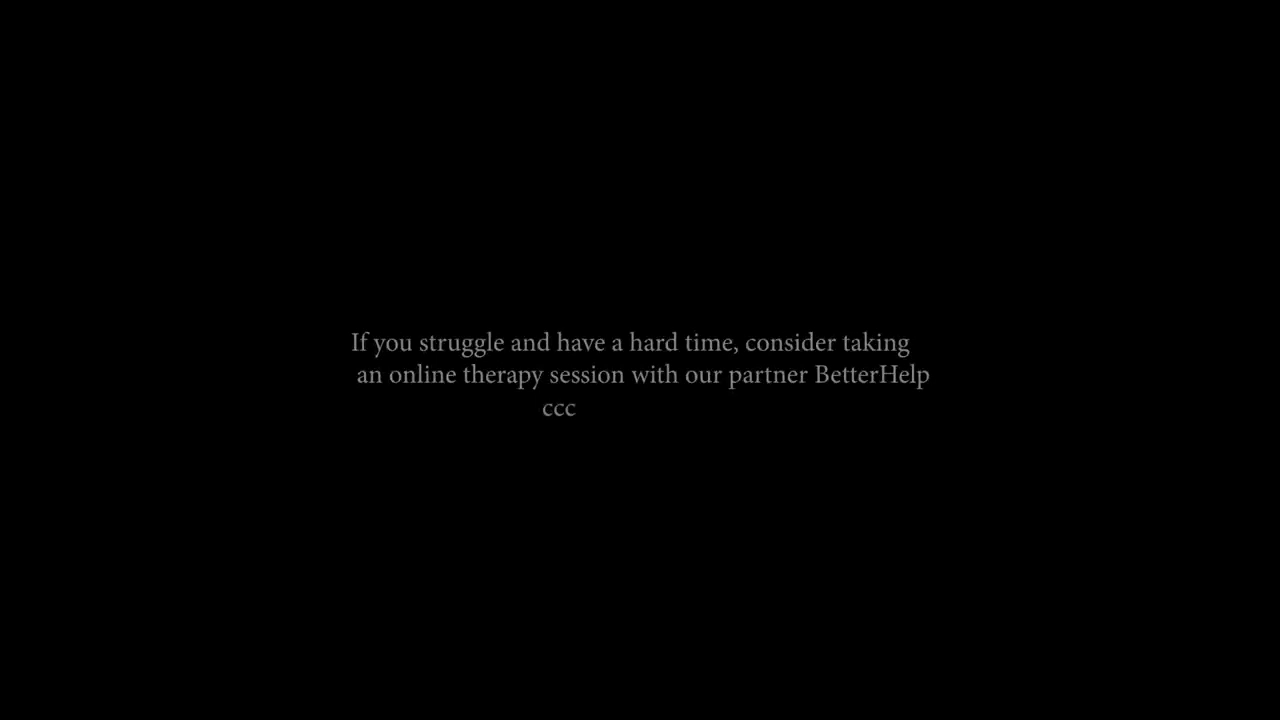 If you struggle and have a hard time, consider taking
an online therapy session with our partner BetterHelp
ccc